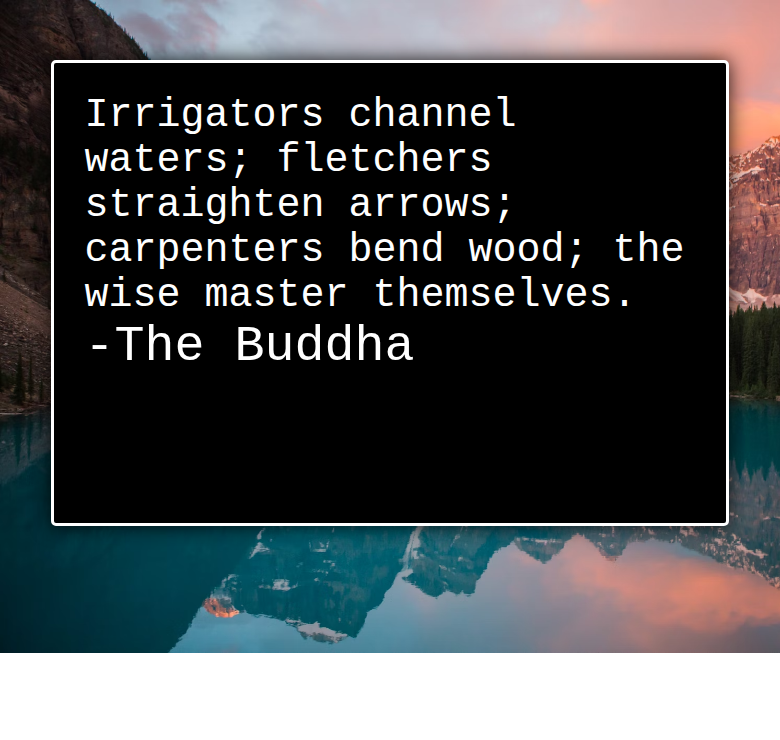 Irrigators channel
waters; fletchers
straighten arrows;
carpenters bend wood; the
wise master themselves.
-The Buddha